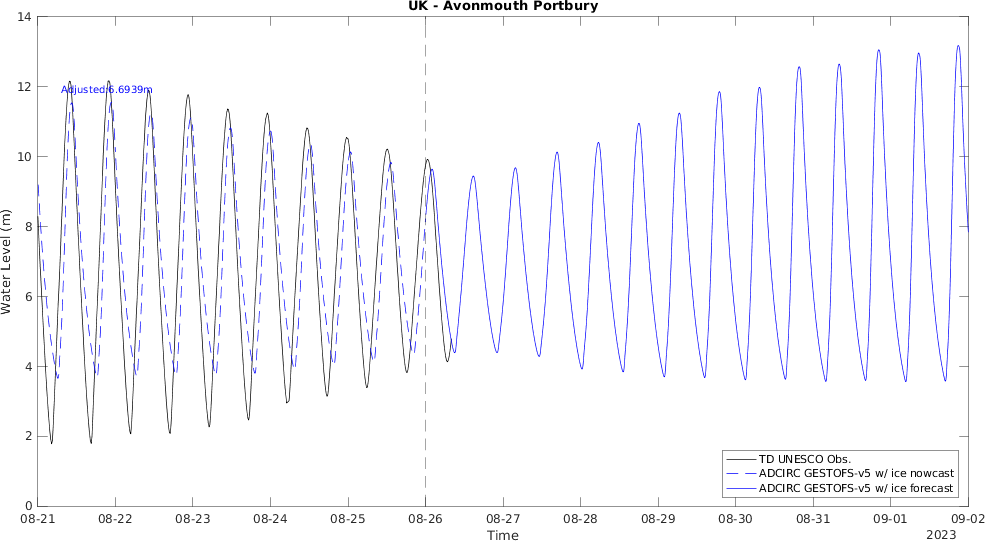 UK - Avonmouth Portbury
14
12
10
8
6
4
2
0
Water Level (m)
Adjusted:6.6939m
TD UNESCO Obs.
ADCIRC GESTOFS-v5 w/ ice nowcast
ADCIRC GESTOFS-v5 w/ ice forecast
08-21 08-22 08-23 08-24 08-25 08-26 08-27 08-28 08-29 08-30 08-31 09-01 09-02
Time
2023